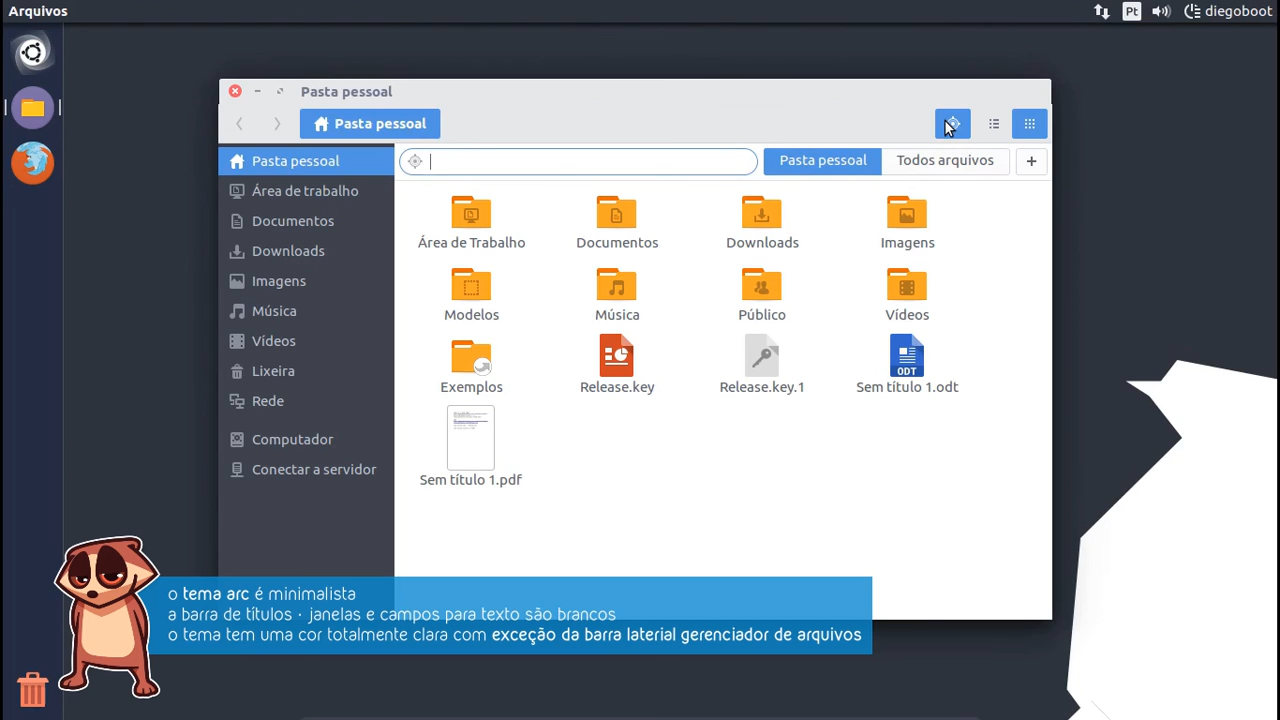 Arquivos
Pt
diegoboot
Pasta pessoal
Pasta pessoal
Pasta pessoal
Pasta pessoal
Todos arquivos
+
Área de trabalho
Documentos
Downloads
Imagens
Música
Vídeos
Lixeira
Rede
Computador
Conectar a servidor
Área de Trabalho
Documentos
Downloads
Imagens
Modelos
Música
Público
Vídeos
ODT
Exemplos
Release.key
Release.key.1
Sem título 1.odt
Sem título 1.pdf
o tema arc é minimalista
a barra de títulos · janelas e campos para texto são brancos
o tema tem uma cor totalmente clara com exceção da barra laterial gerenciador de arquivos